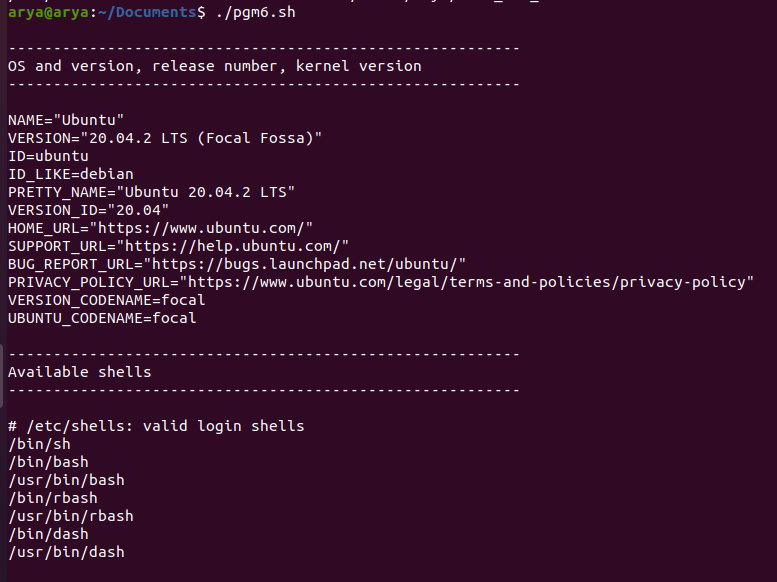 arya@arya:~/Documents$ ./pgm6.sh
---------------------------------------------------------
OS and version, release number, kernel version
---------------------------------------------------------
NAME="Ubuntu"
VERSION="20.04.2 LTS (Focal Fossa)"
ID=ubuntu
ID_LIKE=debian
PRETTY_NAME="Ubuntu 20.04.2 LTS"
VERSION_ID="20.04"
HOME_URL="https://www.ubuntu.com/"
SUPPORT_URL="https://help.ubuntu.com/"
BUG_REPORT_URL="https://bugs.launchpad.net/ubuntu/"
PRIVACY_POLICY_URL="https://www.ubuntu.com/legal/terms-and-policies/privacy-policy"
VERSION_CODENAME=focal
UBUNTU_CODENAME=focal
---------------------------------------------------------
Available shells
---------------------------------------------------------
# /etc/shells: valid login shells
/bin/sh
/bin/bash
/usr/bin/bash
/bin/rbash
/usr/bin/rbash
/bin/dash
/usr/bin/dash